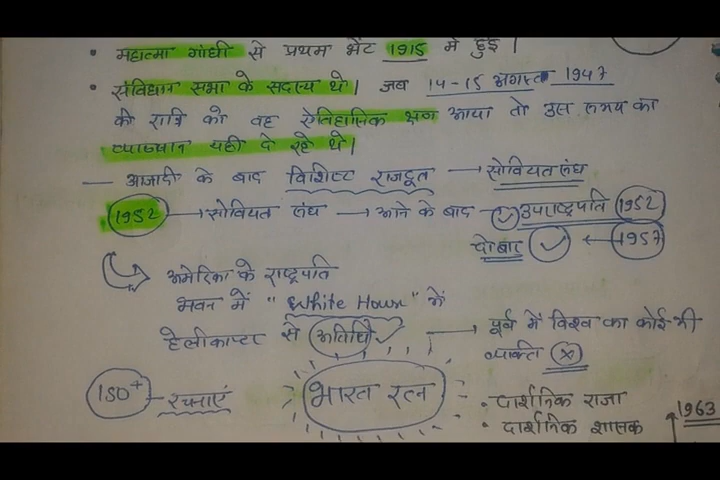 • महात्मा गांधी से प्रथम भेंट 1915 में हुई |
• संविधान सभा के सदस्य थे | जब 14-15 अगस्त 1947
की रात्रि को वह ऐतिहासिक क्षण आया तो उस समय का
व्याख्यान यही दे रहे थे |
— आजादी के बाद विशिष्ट राजदूत → सोवियत संघ
1952 → सोवियत संघ → आने के बाद → उपराष्ट्रपति 1952
दो बार ✓ ← 1957
अमेरिका के राष्ट्रपति
भवन में "White House" में
हेलीकाप्टर से अतिथि ✓ → पूर्व में विश्व का कोई भी
व्यक्ति ×
150+ – रचनाएं भारत रत्न • दार्शनिक राजा 1963
• दार्शनिक शासक